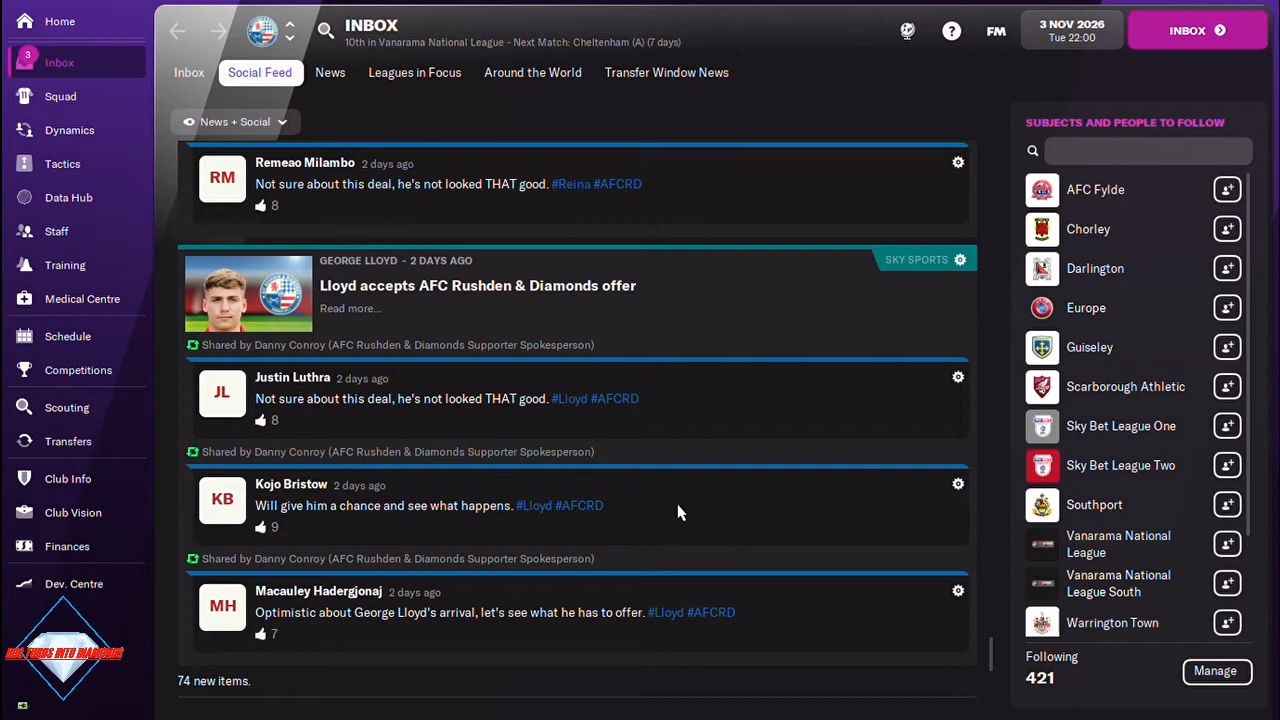 Home
3
Inbox
Squad
Dynamics
Tactics
Data Hub
Staff
Training
Medical Centre
Schedule
Competitions
Scouting
Transfers
Club Info
Club Vision
Finances
Dev. Centre
INBOX
10th in Vanarama National League - Next Match: Cheltenham (A) (7 days)
?
FM
3 NOV 2026
Tue 22:00
INBOX
Inbox
Social Feed
News
Leagues in Focus
Around the World
Transfer Window News
News + Social
RM
Remeao Milambo 2 days ago
Not sure about this deal, he's not looked THAT good. #Reina #AFCRD
8
GEORGE LLOYD - 2 DAYS AGO
SKY SPORTS
Lloyd accepts AFC Rushden & Diamonds offer
Read more...
Shared by Danny Conroy (AFC Rushden & Diamonds Supporter Spokesperson)
JL
Justin Luthra 2 days ago
Not sure about this deal, he's not looked THAT good. #Lloyd #AFCRD
8
Shared by Danny Conroy (AFC Rushden & Diamonds Supporter Spokesperson)
KB
Kojo Bristow 2 days ago
Will give him a chance and see what happens. #Lloyd #AFCRD
9
Shared by Danny Conroy (AFC Rushden & Diamonds Supporter Spokesperson)
MH
Macauley Hadergjonaj 2 days ago
Optimistic about George Lloyd's arrival, let's see what he has to offer. #Lloyd #AFCRD
7
74 new items.
SUBJECTS AND PEOPLE TO FOLLOW
AFC Fylde
Chorley
Darlington
Europe
Guiseley
Scarborough Athletic
Sky Bet League One
Sky Bet League Two
Southport
Vanarama National
League
Vanarama National
League South
Warrington Town
Following
421
Manage
INTO DIAMONDS